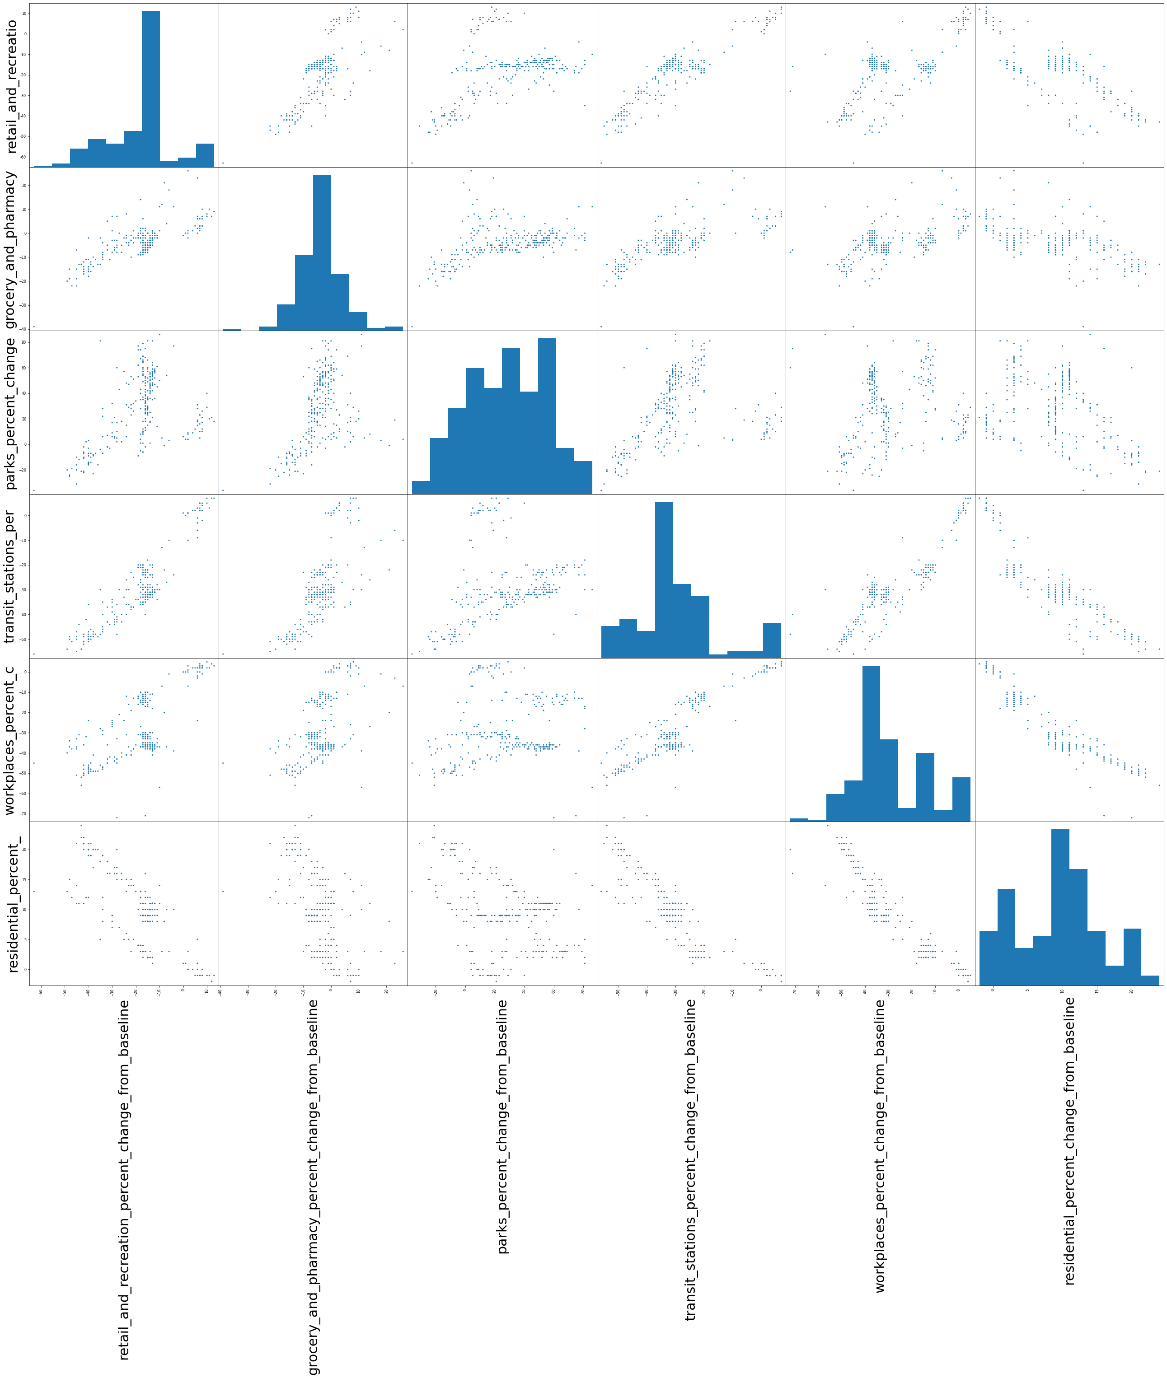 retail_and_recreatio
grocery_and_pharmacy
parks_percent_change
transit_stations_per
workplaces_percent_c
residential_percent_
retail_and_recreation_percent_change_from_baseline
grocery_and_pharmacy_percent_change_from_baseline
parks_percent_change_from_baseline
transit_stations_percent_change_from_baseline
workplaces_percent_change_from_baseline
residential_percent_change_from_baseline